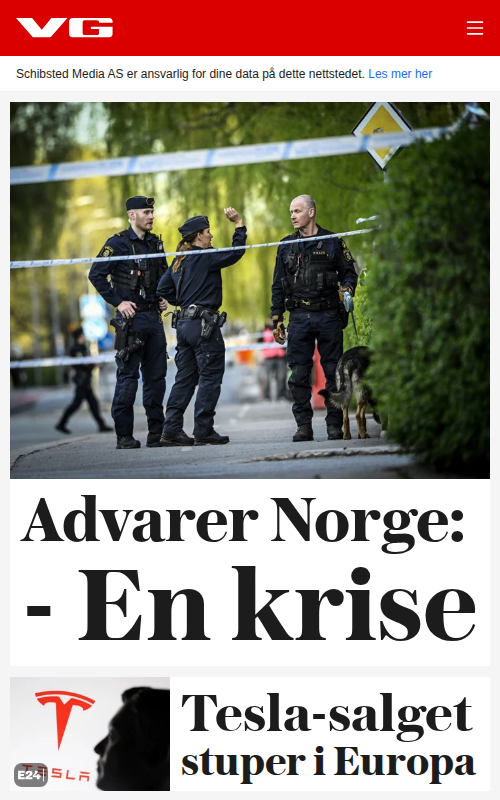 VG
Schibsted Media AS er ansvarlig for dine data på dette nettstedet. Les mer her
Advarer Norge:
- En krise
TESLA
E24
Tesla-salget
stuper i Europa